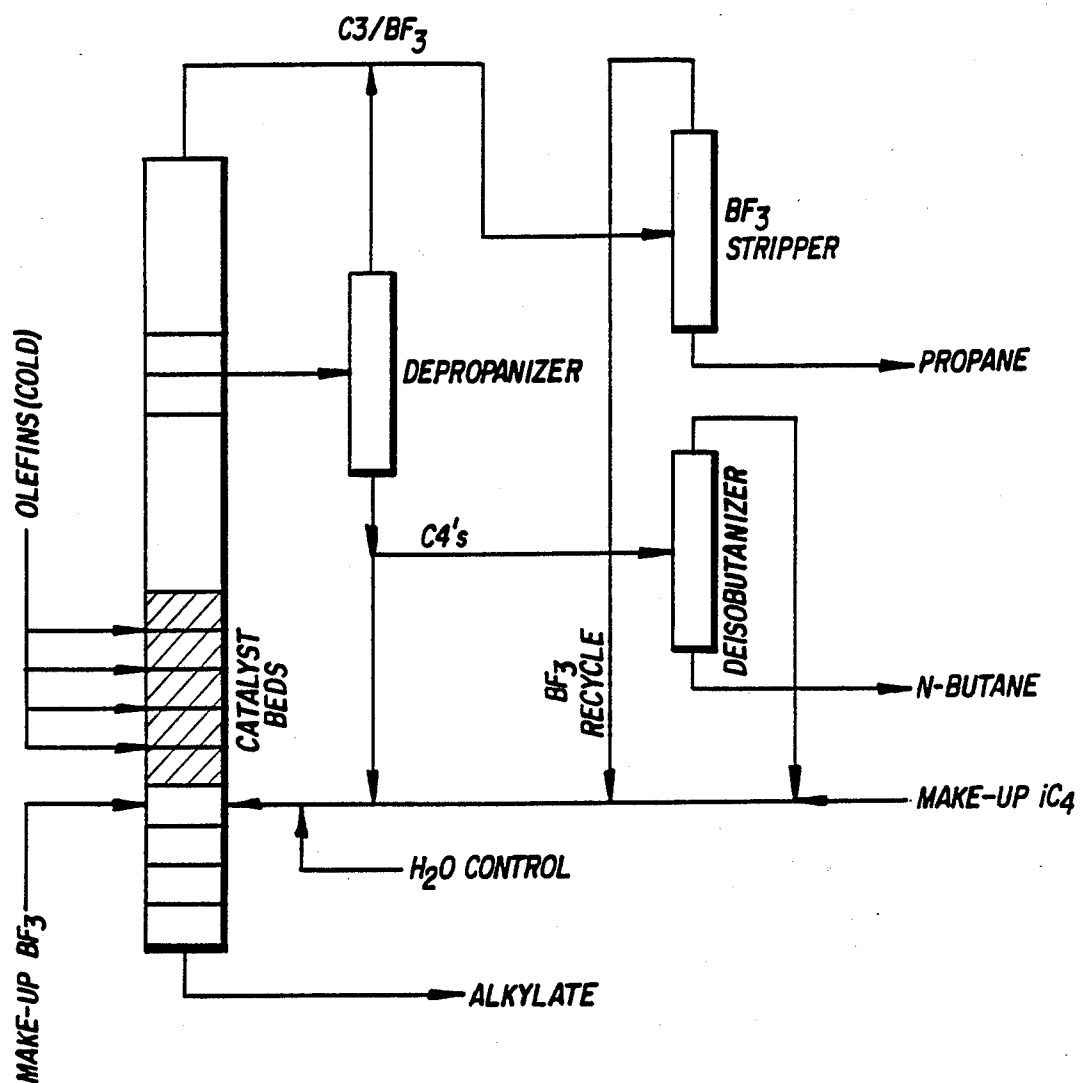 C3/BF3
BF3
STRIPPER
OLEFINS (COLD)
DEPROPANIZER
PROPANE
C4's
DEISOBUTANIZER
CATALYST
BEDS
BF3
RECYCLE
N-BUTANE
MAKE-UP iC4
H2O CONTROL
MAKE-UP BF3
ALKYLATE